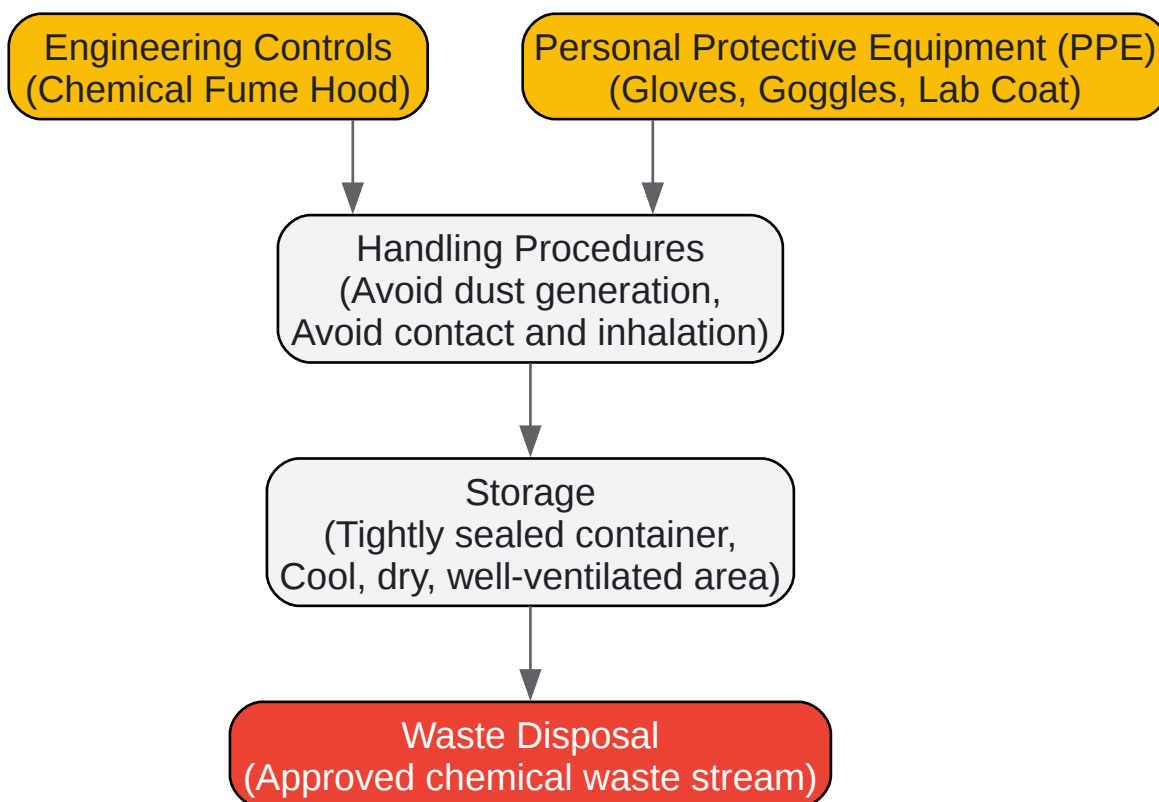 Engineering Controls
(Chemical Fume Hood)
Personal Protective Equipment (PPE)
(Gloves, Goggles, Lab Coat)
Handling Procedures
(Avoid dust generation,
Avoid contact and inhalation)
Storage
(Tightly sealed container,
Cool, dry, well-ventilated area)
Waste Disposal
(Approved chemical waste stream)